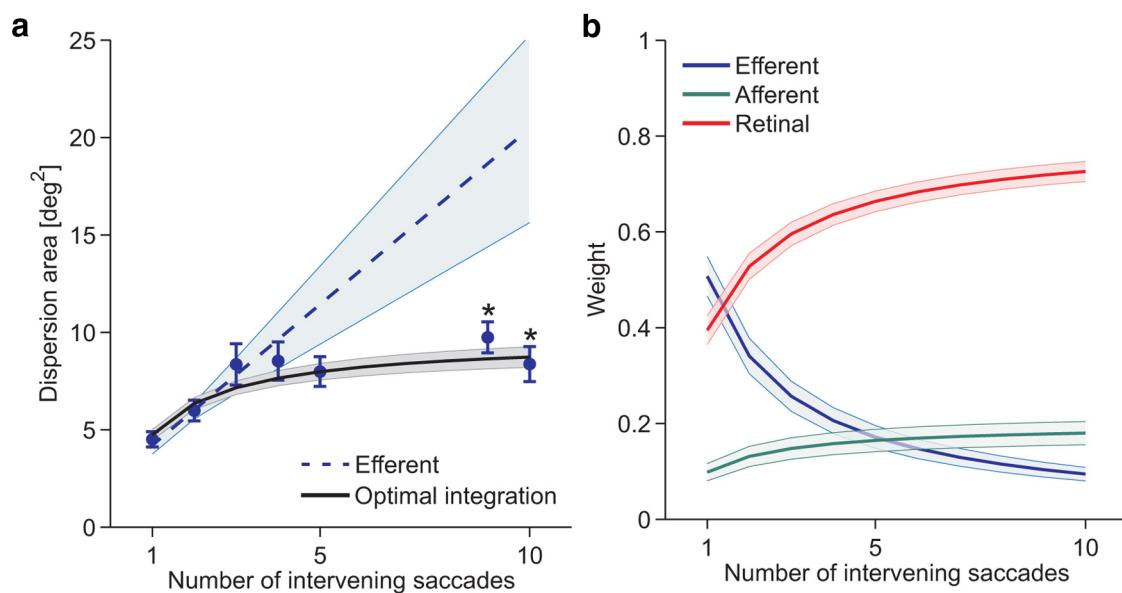 a
25
20
15
10
5
0
Dispersion area [deg²]
* *
Efferent
Optimal integration
1 5 10
Number of intervening saccades
b
1
0.8
0.6
0.4
0.2
0
Weight
Efferent
Afferent
Retinal
1 5 10
Number of intervening saccades